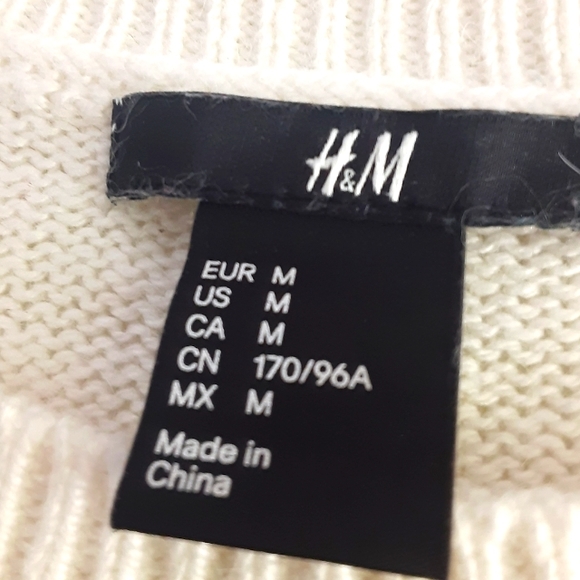 H&M
EUR M
US M
CA M
CN 170/96A
MX M
Made in
China